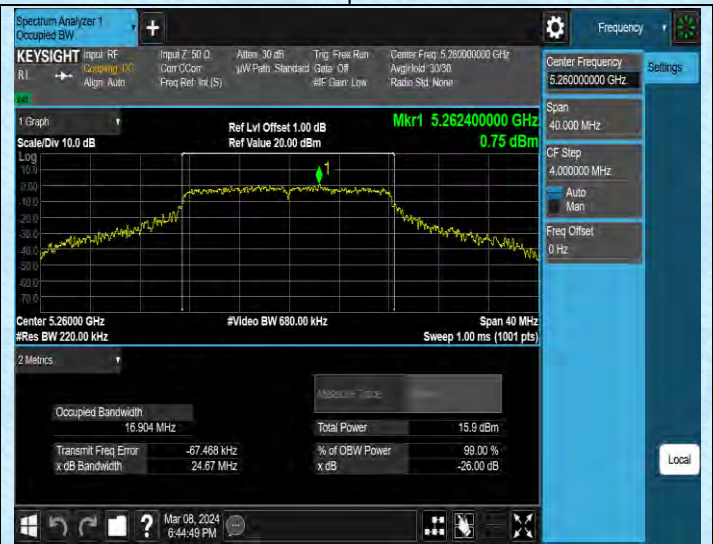 Spectrum Analyzer 1
Occupied BW
+
Frequency
KEYSIGHT
RL
Input: RF
Coupling: DC
Align: Auto
Input Z: 50 Ω
Corr CCorr
Freq Ref: Int (S)
Atten: 30 dB
µW Path: Standard
Trig: Free Run
Gate: Off
#IF Gain: Low
Center Freq: 5.260000000 GHz
Avg|Hold: 30/30
Radio Std: None
Center Frequency
5.260000000 GHz
Settings
Span
40.000 MHz
CF Step
4.000000 MHz
Auto
Man
Freq Offset
0 Hz
1 Graph
Scale/Div 10.0 dB
Ref Lvl Offset 1.00 dB
Ref Value 20.00 dBm
Mkr1 5.262400000 GHz
0.75 dBm
Log
10.0
0.00
-10.0
-20.0
-30.0
-40.0
-50.0
-60.0
-70.0
1
Center 5.26000 GHz
#Res BW 220.00 kHz
#Video BW 680.00 kHz
Span 40 MHz
Sweep 1.00 ms (1001 pts)
2 Metrics
Measure Trace
Occupied Bandwidth
16.904 MHz
Total Power
15.9 dBm
Transmit Freq Error
-67.468 kHz
% of OBW Power
99.00 %
x dB Bandwidth
24.67 MHz
x dB
-26.00 dB
Local
?
Mar 08, 2024
6:44:49 PM